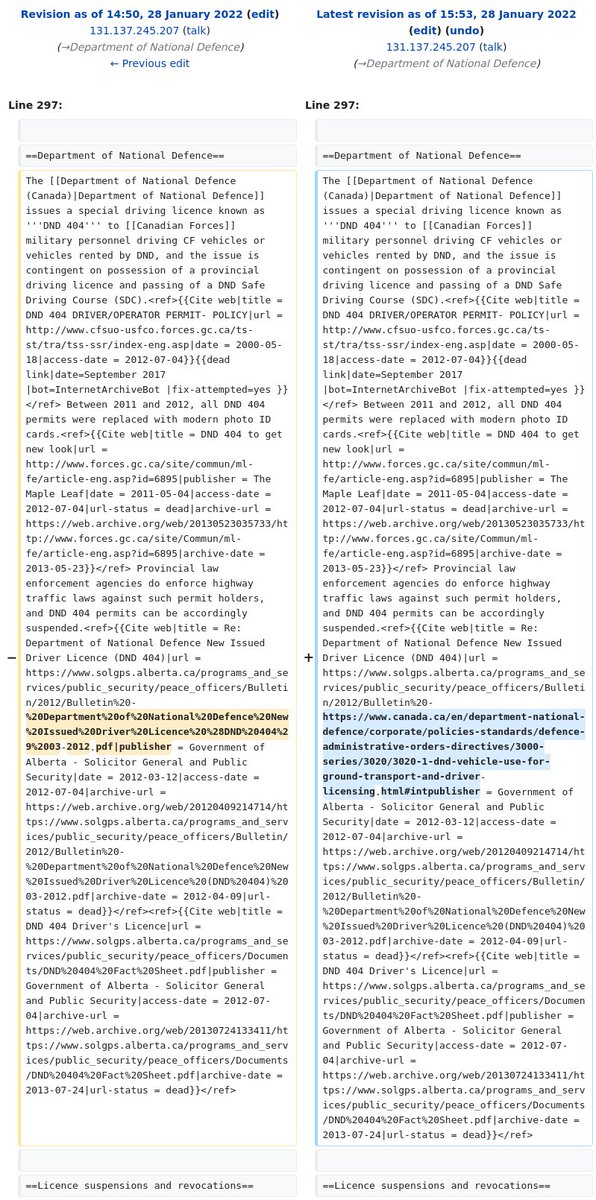 Revision as of 14:50, 28 January 2022 (edit)
131.137.245.207 (talk)
(→Department of National Defence)
← Previous edit
Latest revision as of 15:53, 28 January 2022
(edit) (undo)
131.137.245.207 (talk)
(→Department of National Defence)
Line 297:
==Department of National Defence==
− The [[Department of National Defence
(Canada)|Department of National Defence]]
issues a special driving licence known as
'''DND 404''' to [[Canadian Forces]]
military personnel driving CF vehicles or
vehicles rented by DND, and the issue is
contingent on possession of a provincial
driving licence and passing of a DND Safe
Driving Course (SDC).<ref>{{Cite web|title =
DND 404 DRIVER/OPERATOR PERMIT- POLICY|url =
http://www.cfsuo-usfco.forces.gc.ca/ts-
st/tra/tss-ssr/index-eng.asp|date = 2000-05-
18|access-date = 2012-07-04}}{{dead
link|date=September 2017
|bot=InternetArchiveBot |fix-attempted=yes }}
</ref> Between 2011 and 2012, all DND 404
permits were replaced with modern photo ID
cards.<ref>{{Cite web|title = DND 404 to get
new look|url =
http://www.forces.gc.ca/site/commun/ml-
fe/article-eng.asp?id=6895|publisher = The
Maple Leaf|date = 2011-05-04|access-date =
2012-07-04|url-status = dead|archive-url =
https://web.archive.org/web/20130523035733/ht
tp://www.forces.gc.ca/site/Commun/ml-
fe/article-eng.asp?id=6895|archive-date =
2013-05-23}}</ref> Provincial law
enforcement agencies do enforce highway
traffic laws against such permit holders,
and DND 404 permits can be accordingly
suspended.<ref>{{Cite web|title = Re:
Department of National Defence New Issued
Driver Licence (DND 404)|url =
https://www.solgps.alberta.ca/programs_and_se
rvices/public_security/peace_officers/Bulleti
n/2012/Bulletin%20-
%20Department%20of%20National%20Defence%20New
%20Issued%20Driver%20Licence%20%28DND%20404%2
9%2003-2012.pdf|publisher = Government of
Alberta - Solicitor General and Public
Security|date = 2012-03-12|access-date =
2012-07-04|archive-url =
https://web.archive.org/web/20120409214714/ht
tps://www.solgps.alberta.ca/programs_and_serv
ices/public_security/peace_officers/Bulletin/
2012/Bulletin%20-
%20Department%20of%20National%20Defence%20New
%20Issued%20Driver%20Licence%20(DND%20404)%20
03-2012.pdf|archive-date = 2012-04-09|url-
status = dead}}</ref><ref>{{Cite web|title =
DND 404 Driver's Licence|url =
https://www.solgps.alberta.ca/programs_and_se
rvices/public_security/peace_officers/Documen
ts/DND%20404%20Fact%20Sheet.pdf|publisher =
Government of Alberta - Solicitor General
and Public Security|access-date = 2012-07-
04|archive-url =
https://web.archive.org/web/20130724133411/ht
tps://www.solgps.alberta.ca/programs_and_serv
ices/public_security/peace_officers/Documents
/DND%20404%20Fact%20Sheet.pdf|archive-date =
2013-07-24|url-status = dead}}</ref>
==Licence suspensions and revocations==
Line 297:
==Department of National Defence==
+ The [[Department of National Defence
(Canada)|Department of National Defence]]
issues a special driving licence known as
'''DND 404''' to [[Canadian Forces]]
military personnel driving CF vehicles or
vehicles rented by DND, and the issue is
contingent on possession of a provincial
driving licence and passing of a DND Safe
Driving Course (SDC).<ref>{{Cite web|title =
DND 404 DRIVER/OPERATOR PERMIT- POLICY|url =
http://www.cfsuo-usfco.forces.gc.ca/ts-
st/tra/tss-ssr/index-eng.asp|date = 2000-05-
18|access-date = 2012-07-04}}{{dead
link|date=September 2017
|bot=InternetArchiveBot |fix-attempted=yes }}
</ref> Between 2011 and 2012, all DND 404
permits were replaced with modern photo ID
cards.<ref>{{Cite web|title = DND 404 to get
new look|url =
http://www.forces.gc.ca/site/commun/ml-
fe/article-eng.asp?id=6895|publisher = The
Maple Leaf|date = 2011-05-04|access-date =
2012-07-04|url-status = dead|archive-url =
https://web.archive.org/web/20130523035733/ht
tp://www.forces.gc.ca/site/Commun/ml-
fe/article-eng.asp?id=6895|archive-date =
2013-05-23}}</ref> Provincial law
enforcement agencies do enforce highway
traffic laws against such permit holders,
and DND 404 permits can be accordingly
suspended.<ref>{{Cite web|title = Re:
Department of National Defence New Issued
Driver Licence (DND 404)|url =
https://www.solgps.alberta.ca/programs_and_se
rvices/public_security/peace_officers/Bulleti
n/2012/Bulletin%20-
https://www.canada.ca/en/department-national-
defence/corporate/policies-standards/defence-
administrative-orders-directives/3000-
series/3020/3020-1-dnd-vehicle-use-for-
ground-transport-and-driver-
licensing.html#intpublisher = Government of
Alberta - Solicitor General and Public
Security|date = 2012-03-12|access-date =
2012-07-04|archive-url =
https://web.archive.org/web/20120409214714/ht
tps://www.solgps.alberta.ca/programs_and_serv
ices/public_security/peace_officers/Bulletin/
2012/Bulletin%20-
%20Department%20of%20National%20Defence%20New
%20Issued%20Driver%20Licence%20(DND%20404)%20
03-2012.pdf|archive-date = 2012-04-09|url-
status = dead}}</ref><ref>{{Cite web|title =
DND 404 Driver's Licence|url =
https://www.solgps.alberta.ca/programs_and_se
rvices/public_security/peace_officers/Documen
ts/DND%20404%20Fact%20Sheet.pdf|publisher =
Government of Alberta - Solicitor General
and Public Security|access-date = 2012-07-
04|archive-url =
https://web.archive.org/web/20130724133411/ht
tps://www.solgps.alberta.ca/programs_and_serv
ices/public_security/peace_officers/Documents
/DND%20404%20Fact%20Sheet.pdf|archive-date =
2013-07-24|url-status = dead}}</ref>
==Licence suspensions and revocations==